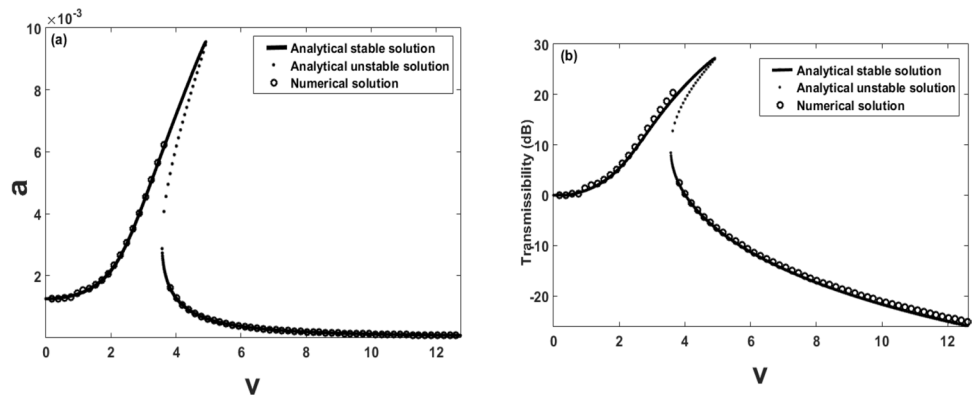 ×10⁻³
10
(a)
Analytical stable solution
Analytical unstable solution
Numerical solution
8
6
a
4
2
0 2 4 6 8 10 12
v
30
(b)
Analytical stable solution
Analytical unstable solution
Numerical solution
20
10
Transmissibility (dB)
0
-10
-20
0 2 4 6 8 10 12
v